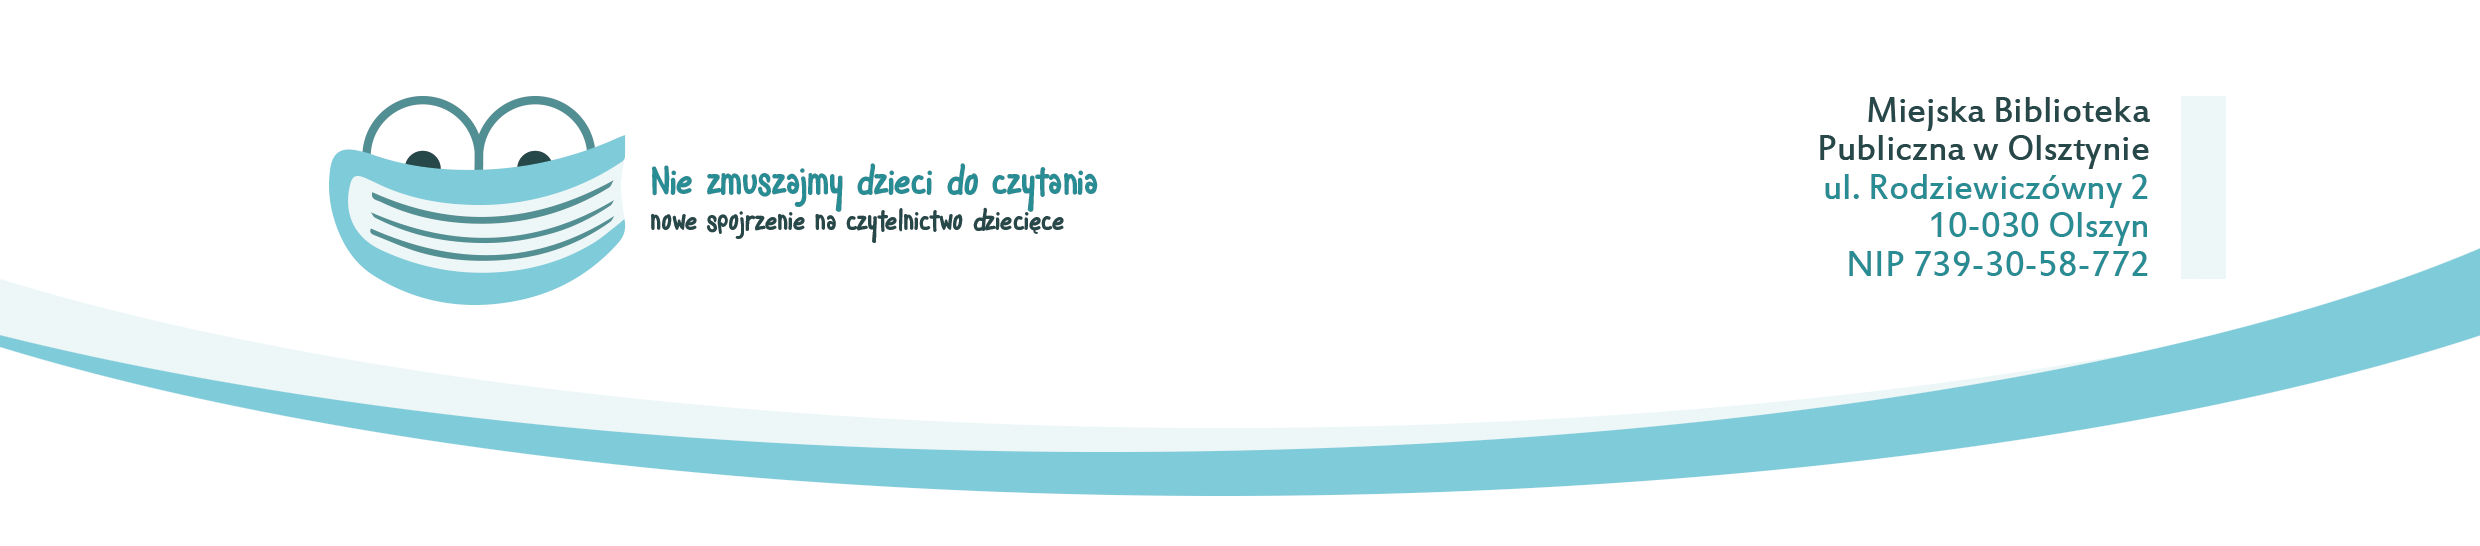 Nie zmuszajmy dzieci do czytania
nowe spojrzenie na czytelnictwo dziecięce
Miejska Biblioteka
Publiczna w Olsztynie
ul. Rodziewiczówny 2
10-030 Olszyn
NIP 739-30-58-772